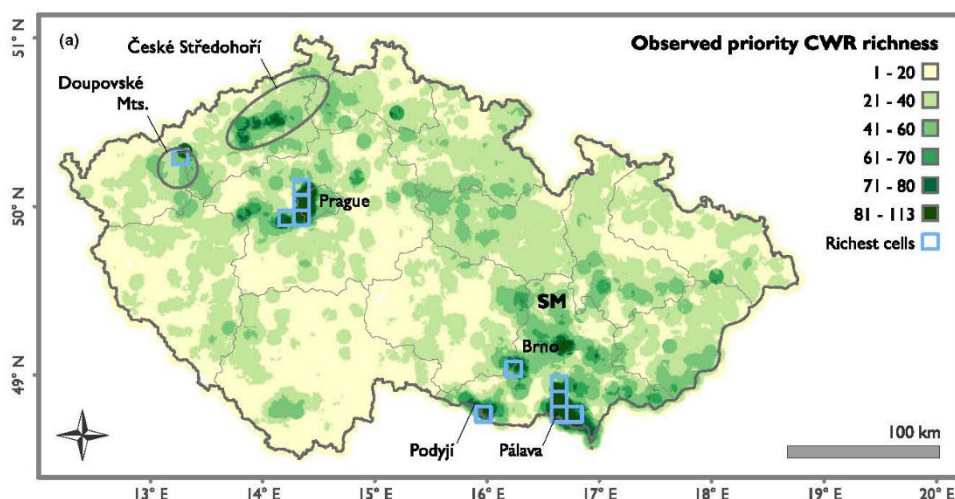 (a)
České Středohoří
Doupovské
Mts.
Prague
SM
Brno
Podyjí
Pálava
Observed priority CWR richness
1 - 20
21 - 40
41 - 60
61 - 70
71 - 80
81 - 113
Richest cells
100 km
51° N
50° N
49° N
13° E
14° E
15° E
16° E
17° E
18° E
19° E
20° E